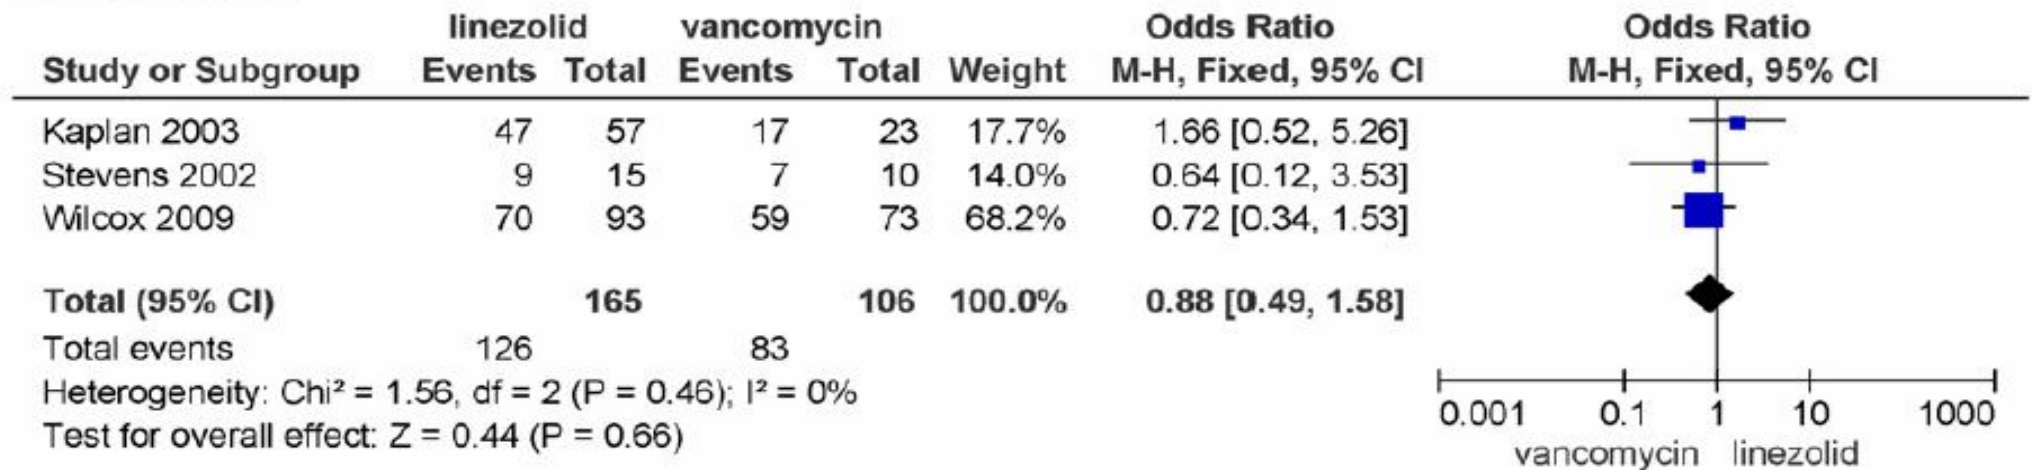 linezolid vancomycin Odds Ratio Odds Ratio
Study or Subgroup Events Total Events Total Weight M-H, Fixed, 95% CI M-H, Fixed, 95% CI
Kaplan 2003 47 57 17 23 17.7% 1.66 [0.52, 5.26]
Stevens 2002 9 15 7 10 14.0% 0.64 [0.12, 3.53]
Wilcox 2009 70 93 59 73 68.2% 0.72 [0.34, 1.53]
Total (95% CI) 165 106 100.0% 0.88 [0.49, 1.58]
Total events 126 83
Heterogeneity: Chi² = 1.56, df = 2 (P = 0.46); I² = 0%
Test for overall effect: Z = 0.44 (P = 0.66)
0.001 0.1 1 10 1000
vancomycin linezolid